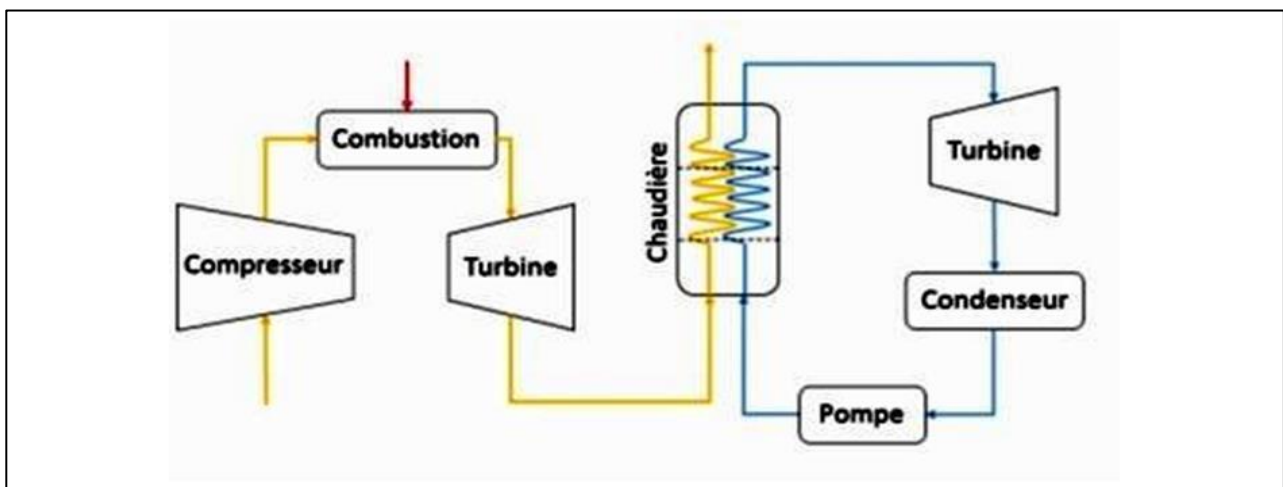 Combustion
Compresseur
Turbine
Chaudière
Turbine
Condenseur
Pompe